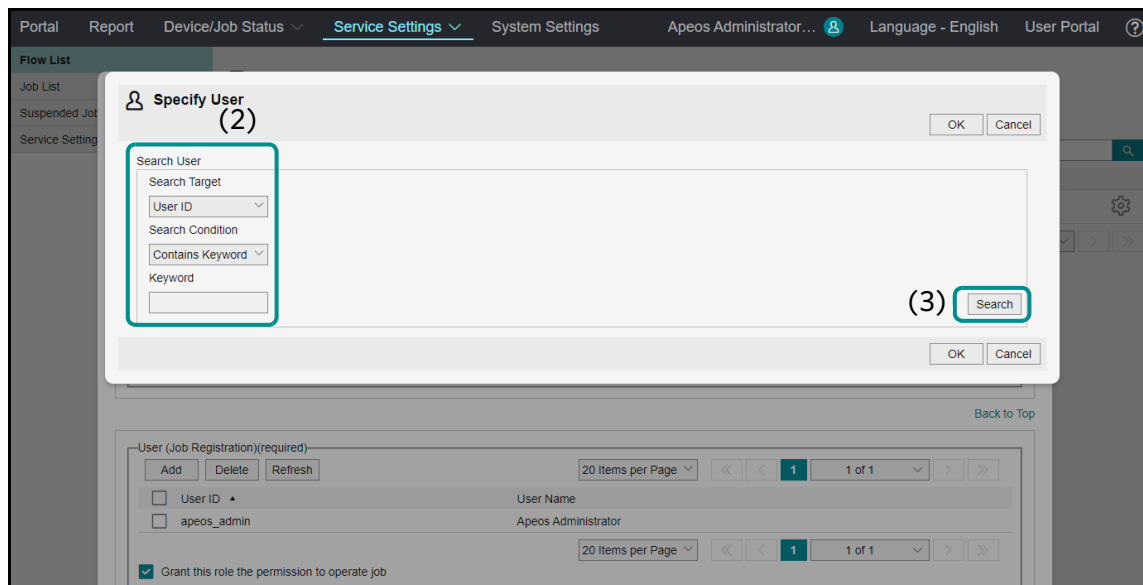 Portal Report Device/Job Status Service Settings System Settings Apeos Administrator... Language - English User Portal
Flow List
Job List
Suspended Job
Service Setting
Specify User
(2)
OK Cancel
Search User
Search Target
User ID
Search Condition
Contains Keyword
Keyword
(3) Search
OK Cancel
Back to Top
User (Job Registration)(required)
Add Delete Refresh 20 Items per Page 1 1 of 1
User ID User Name
apeos_admin Apeos Administrator
20 Items per Page 1 1 of 1
Grant this role the permission to operate job